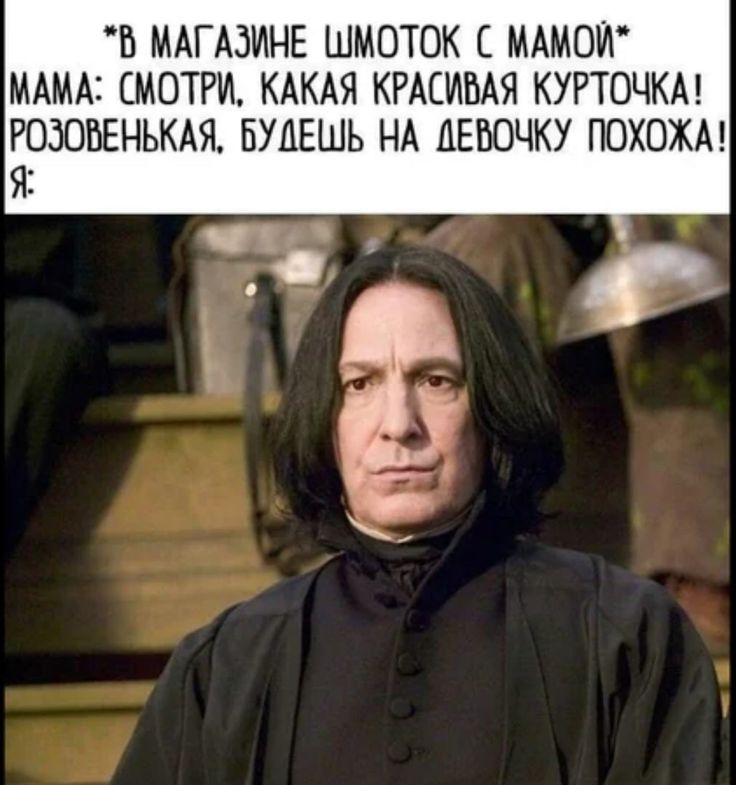 *В МАГАЗИНЕ ШМОТОК С МАМОЙ*
МАМА: СМОТРИ, КАКАЯ КРАСИВАЯ КУРТОЧКА!
РОЗОВЕНЬКАЯ, БУДЕШЬ НА ДЕВОЧКУ ПОХОЖА!
Я: